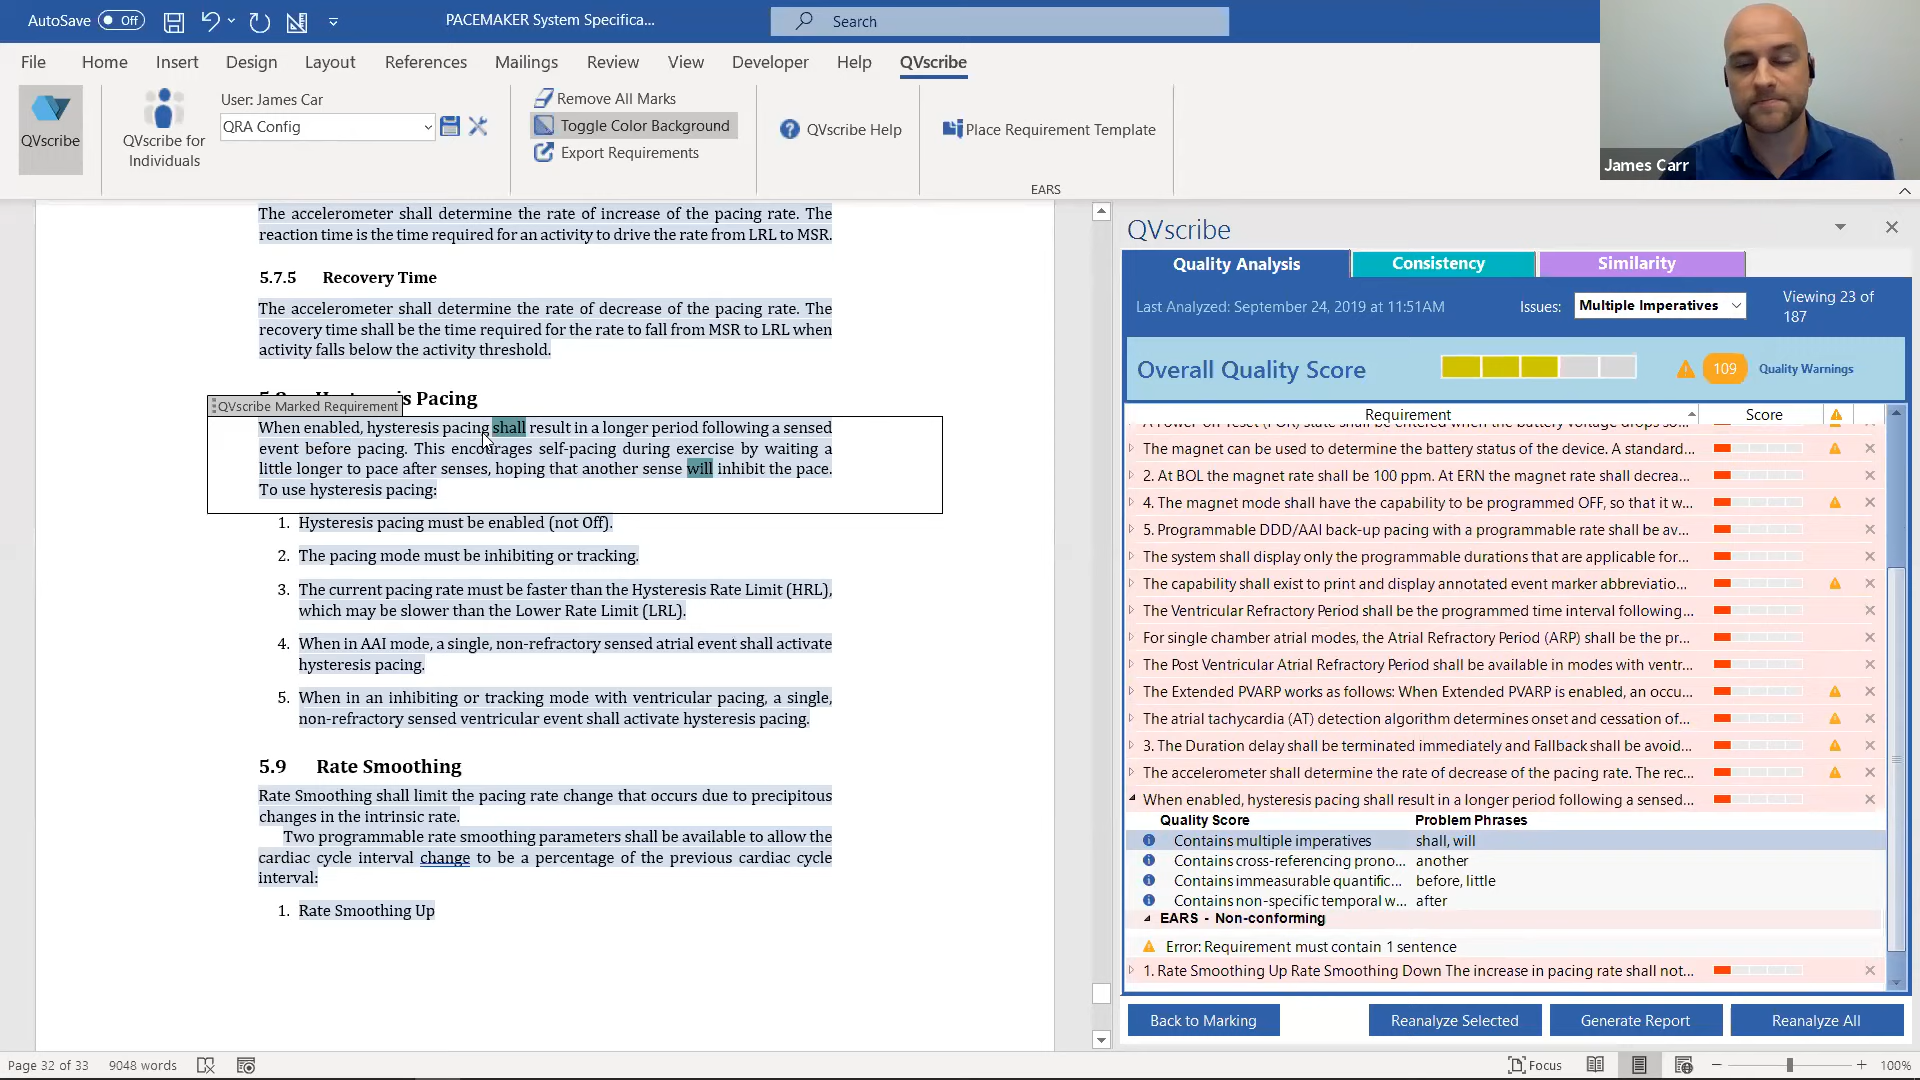 AutoSave Off
PACEMAKER System Specifica...
Search
File Home Insert Design Layout References Mailings Review View Developer Help QVscribe
QVscribe
QVscribe for
Individuals
User: James Car
QRA Config
Remove All Marks
Toggle Color Background
Export Requirements
QVscribe Help
Place Requirement Template
EARS
James Carr
The accelerometer shall determine the rate of increase of the pacing rate. The
reaction time is the time required for an activity to drive the rate from LRL to MSR.
5.7.5 Recovery Time
The accelerometer shall determine the rate of decrease of the pacing rate. The
recovery time shall be the time required for the rate to fall from MSR to LRL when
activity falls below the activity threshold.
Pacing
QVscribe Marked Requirement
When enabled, hysteresis pacing shall result in a longer period following a sensed
event before pacing. This encourages self-pacing during exercise by waiting a
little longer to pace after senses, hoping that another sense will inhibit the pace.
To use hysteresis pacing:
1. Hysteresis pacing must be enabled (not Off).
2. The pacing mode must be inhibiting or tracking.
3. The current pacing rate must be faster than the Hysteresis Rate Limit (HRL),
which may be slower than the Lower Rate Limit (LRL).
4. When in AAI mode, a single, non-refractory sensed atrial event shall activate
hysteresis pacing.
5. When in an inhibiting or tracking mode with ventricular pacing, a single,
non-refractory sensed ventricular event shall activate hysteresis pacing.
5.9 Rate Smoothing
Rate Smoothing shall limit the pacing rate change that occurs due to precipitous
changes in the intrinsic rate.
Two programmable rate smoothing parameters shall be available to allow the
cardiac cycle interval change to be a percentage of the previous cardiac cycle
interval:
1. Rate Smoothing Up
QVscribe
Quality Analysis Consistency Similarity
Last Analyzed: September 24, 2019 at 11:51AM
Issues: Multiple Imperatives
Viewing 23 of
187
Overall Quality Score
109 Quality Warnings
Requirement Score
A Power-On Reset (POR) state shall be entered when the battery voltage drops so...
The magnet can be used to determine the battery status of the device. A standard...
2. At BOL the magnet rate shall be 100 ppm. At ERN the magnet rate shall decrea...
4. The magnet mode shall have the capability to be programmed OFF, so that it w...
5. Programmable DDD/AAI back-up pacing with a programmable rate shall be av...
The system shall display only the programmable durations that are applicable for...
The capability shall exist to print and display annotated event marker abbreviatio...
The Ventricular Refractory Period shall be the programmed time interval following...
For single chamber atrial modes, the Atrial Refractory Period (ARP) shall be the pr...
The Post Ventricular Atrial Refractory Period shall be available in modes with ventr...
The Extended PVARP works as follows: When Extended PVARP is enabled, an occu...
The atrial tachycardia (AT) detection algorithm determines onset and cessation of...
3. The Duration delay shall be terminated immediately and Fallback shall be avoid...
The accelerometer shall determine the rate of decrease of the pacing rate. The rec...
When enabled, hysteresis pacing shall result in a longer period following a sensed...
Quality Score Problem Phrases
Contains multiple imperatives shall, will
Contains cross-referencing prono... another
Contains immeasurable quantific... before, little
Contains non-specific temporal w... after
EARS - Non-conforming
Error: Requirement must contain 1 sentence
1. Rate Smoothing Up Rate Smoothing Down The increase in pacing rate shall not...
Back to Marking Reanalyze Selected Generate Report Reanalyze All
Page 32 of 33 9048 words
Focus
100%